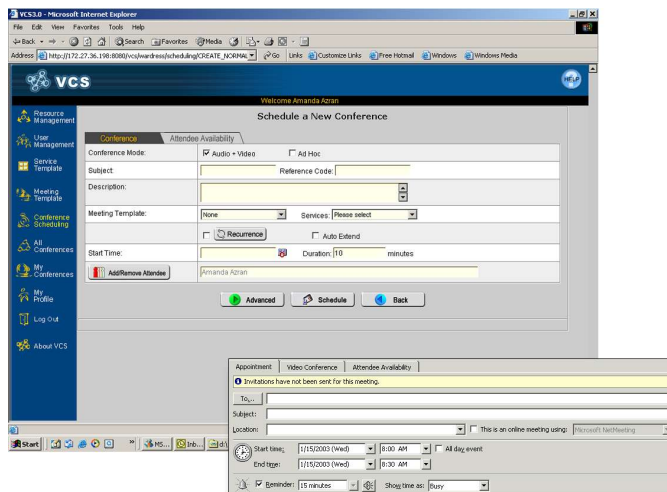 VCS3.0 - Microsoft Internet Explorer
File Edit View Favorites Tools Help
Back Search Favorites Media
Address http://172.27.36.198:8080/vcs/wardress/scheduling/CREATE_NORMAL Go Links Customize Links Free Hotmail Windows Windows Media
VCS HELP
Welcome Amanda Azran
Resource Management
User Management
Service Template
Meeting Template
Conference Scheduling
All Conferences
My Conferences
My Profile
Log Out
About VCS
Schedule a New Conference
Conference Attendee Availability
Conference Mode: Audio + Video Ad Hoc
Subject Reference Code:
Description:
Meeting Template: None Services: Please select
Recurrence Auto Extend
Start Time: Duration: 10 minutes
Add/Remove Attendee Amanda Azran
Advanced Schedule Back
Start » MS... Inb... d:\
Appointment Video Conference Attendee Availability
Invitations have not been sent for this meeting.
To...
Subject:
Location: This is an online meeting using: Microsoft NetMeeting
Start time: 1/15/2003 (Wed) 8:00 AM All day event
End time: 1/15/2003 (Wed) 8:30 AM
Reminder: 15 minutes Show time as: Busy